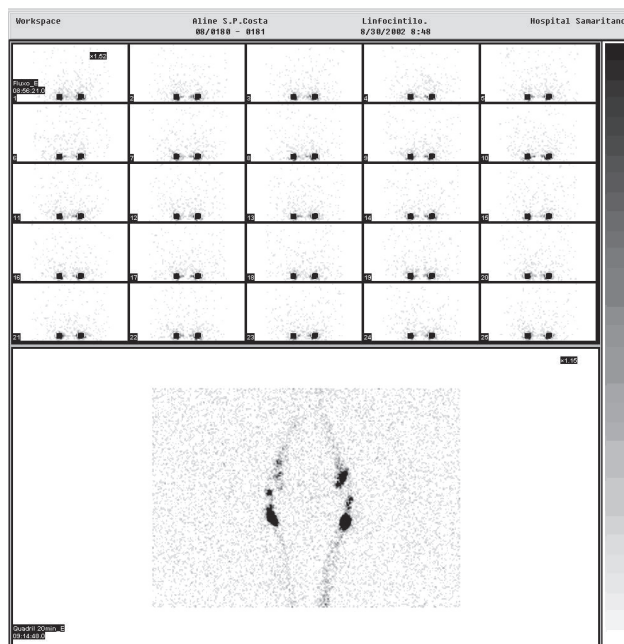 Workspace Aline S.P.Costa Linfocintilo. Hospital Samaritano
08/0180 - 0181 8/30/2002 8:48
x1.52
Fluxo_E
08:56:21.0
1 2 3 4 5
6 7 8 9 10
11 12 13 14 15
16 17 18 19 20
21 22 23 24 25
x1.15
Quadril 20min_E
09:14:40.0